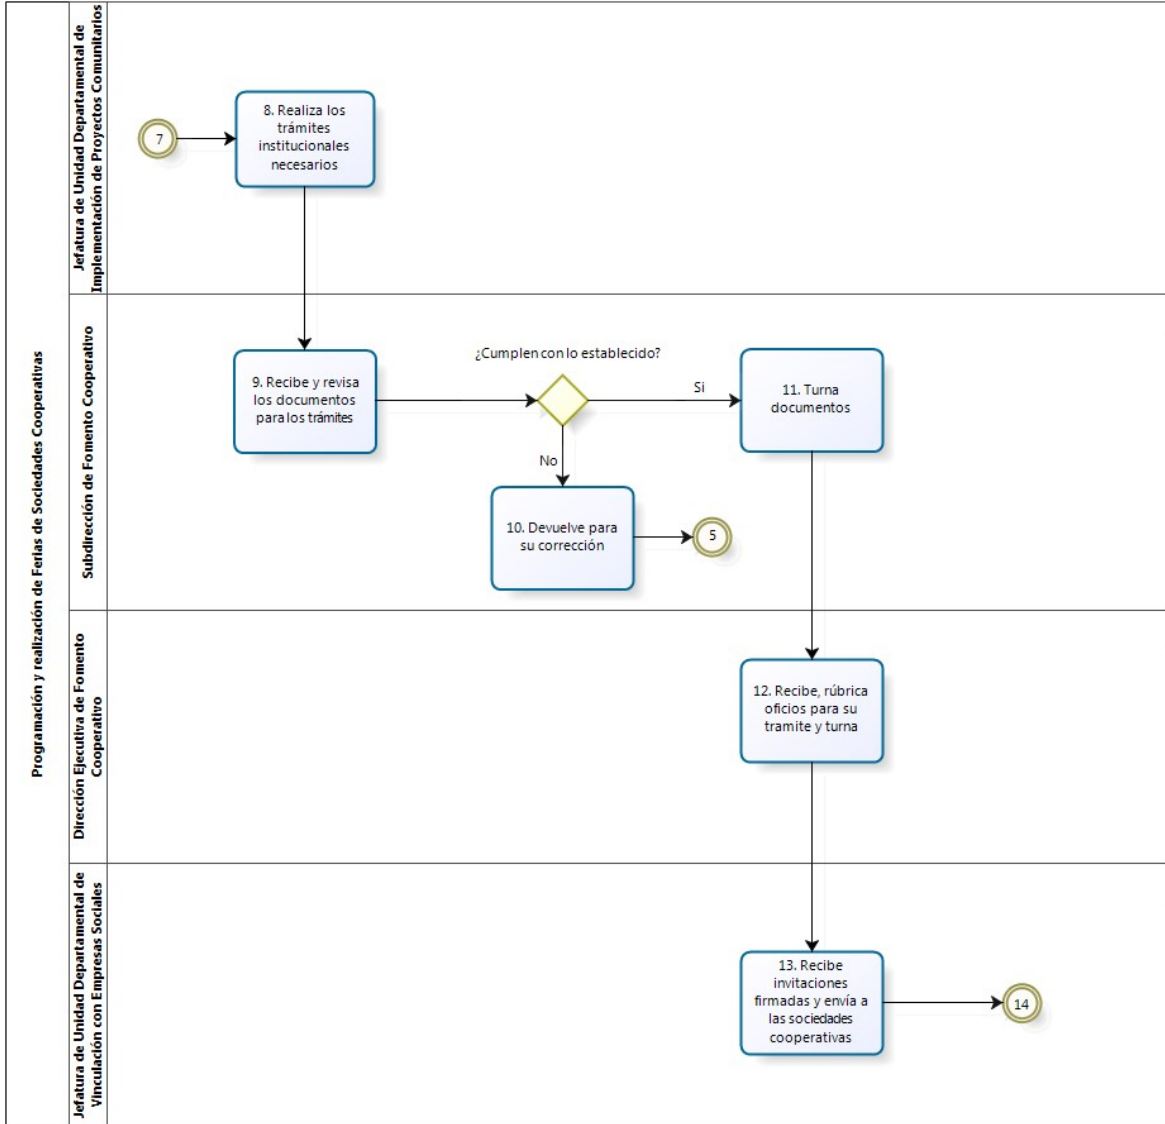 Programación y realización de Ferias de Sociedades Cooperativas
Jefatura de Unidad Departamental de
Implementación de Proyectos Comunitarios
7
8. Realiza los
trámites
institucionales
necesarios
Subdirección de Fomento Cooperativo
9. Recibe y revisa
los documentos
para los trámites
¿Cumplen con lo establecido?
Si
No
11. Turna
documentos
10. Devuelve para
su corrección
5
Dirección Ejecutiva de Fomento
Cooperativo
12. Recibe, rúbrica
oficios para su
tramite y turna
Jefatura de Unidad Departamental de
Vinculación con Empresas Sociales
13. Recibe
invitaciones
firmadas y envía a
las sociedades
cooperativas
14